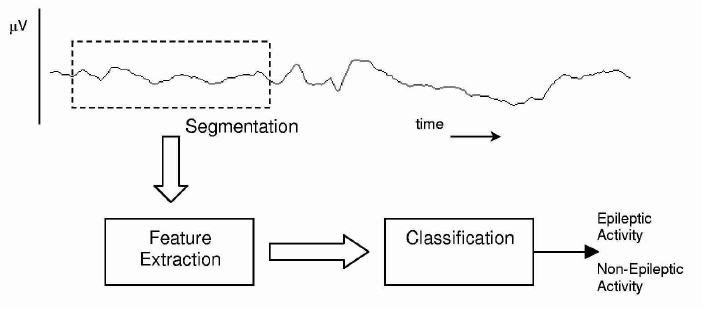 µV
Segmentation
time
Feature
Extraction
Classification
Epileptic
Activity
Non-Epileptic
Activity